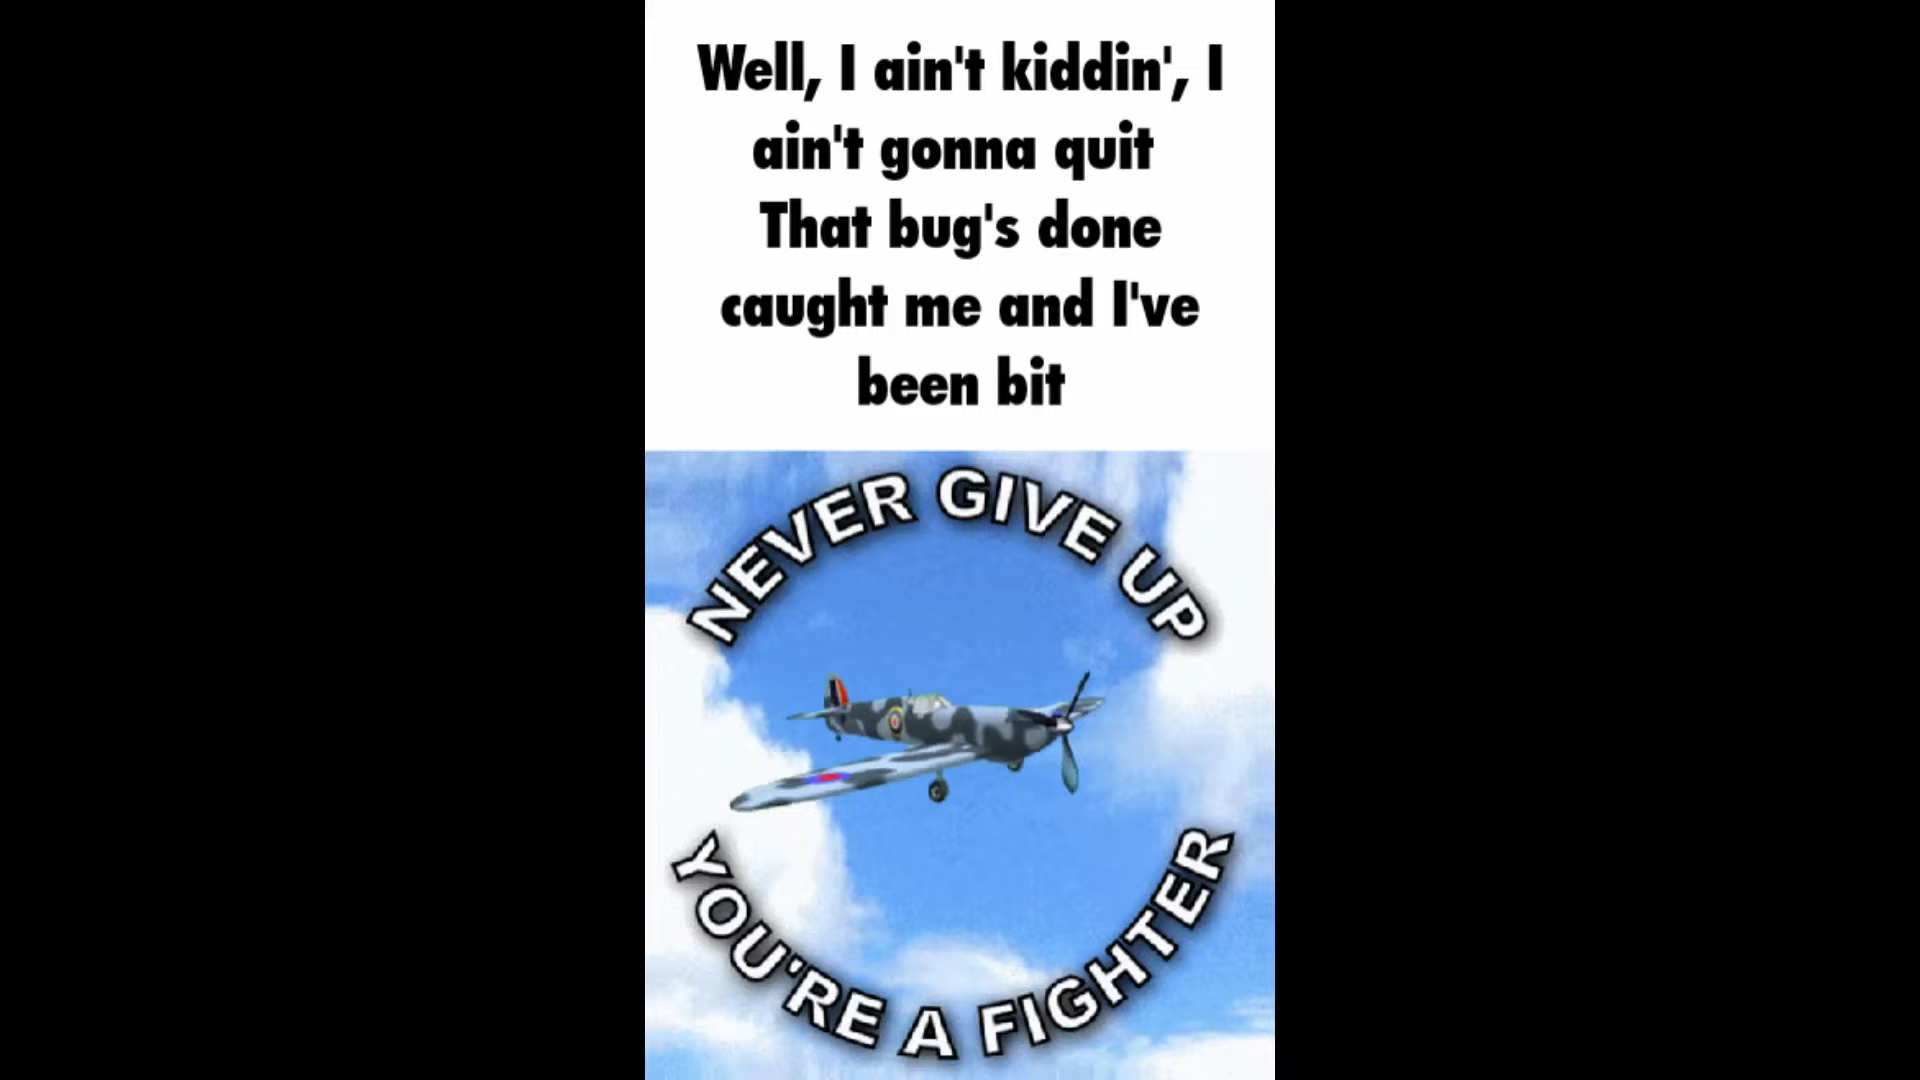 Well, I ain't kiddin', I
ain't gonna quit
That bug's done
caught me and I've
been bit
NEVER GIVE UP
YOU'RE A FIGHTER